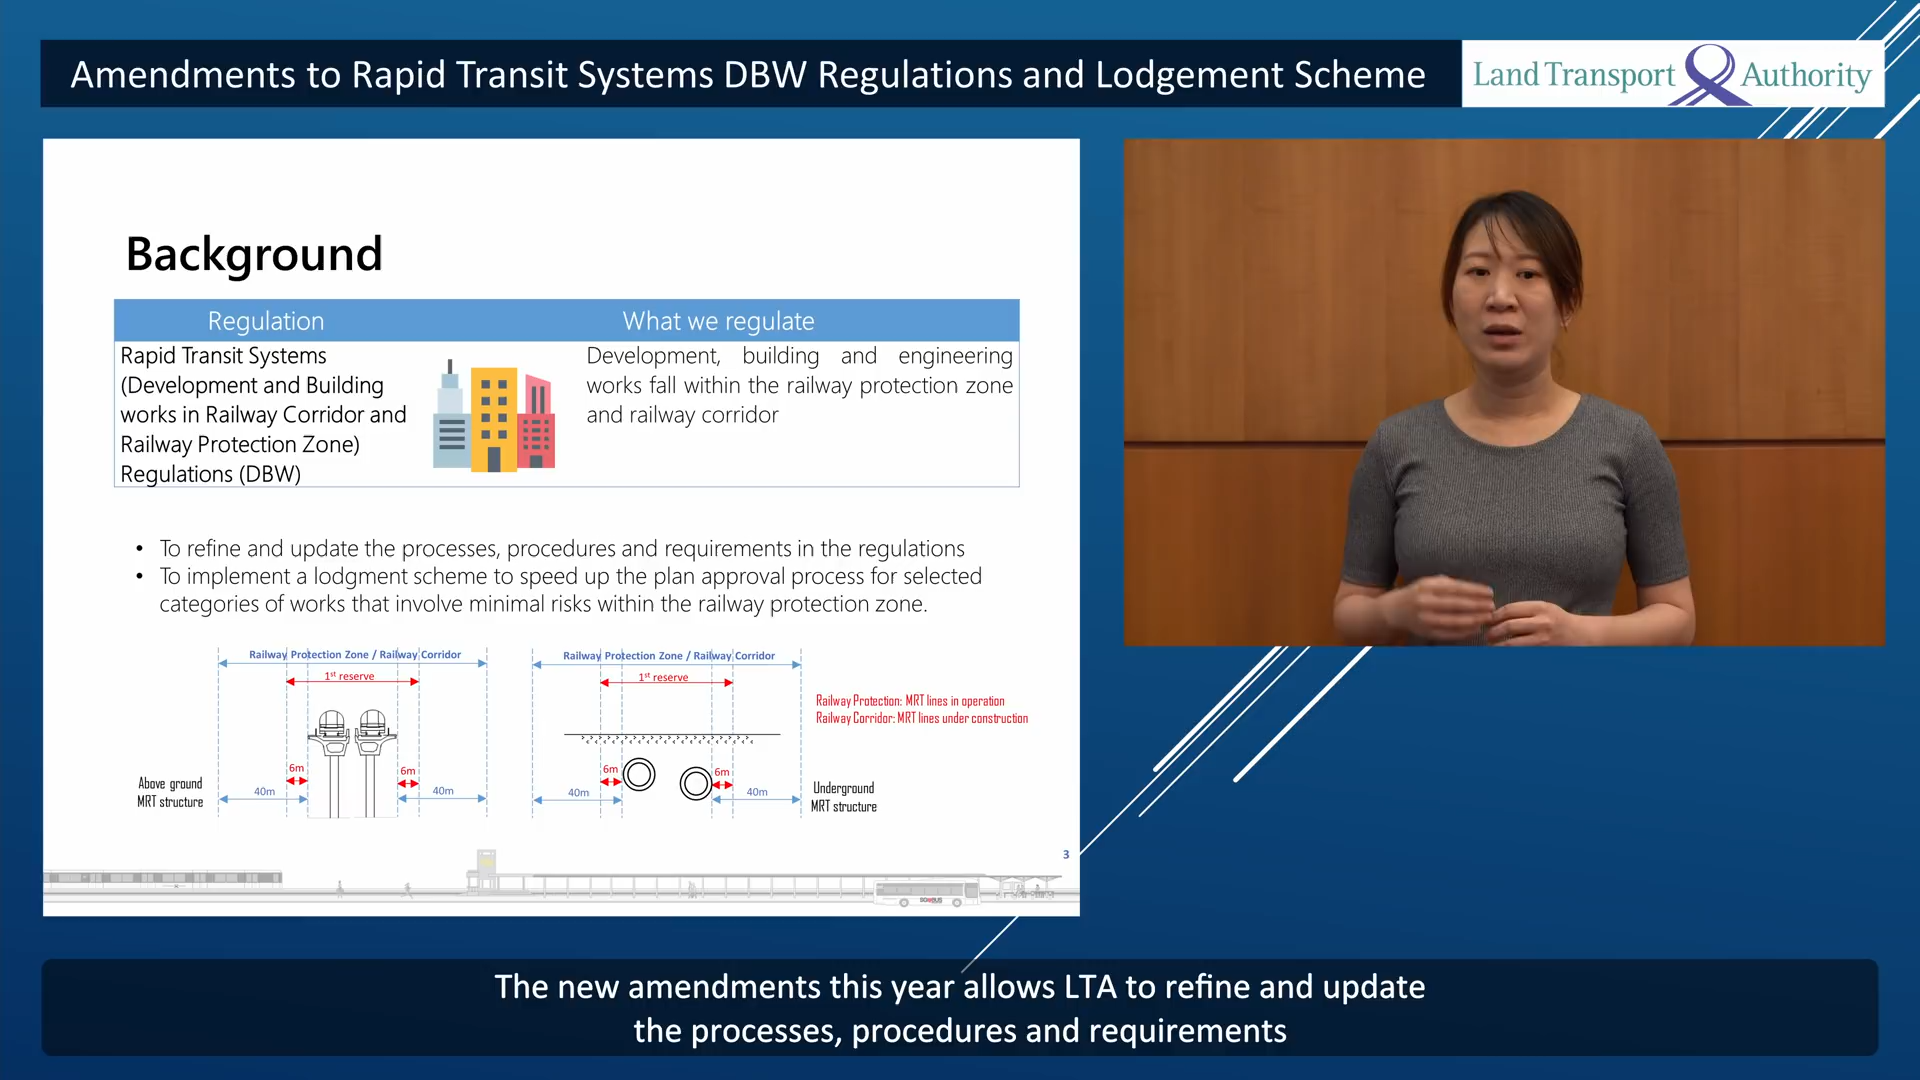 Amendments to Rapid Transit Systems DBW Regulations and Lodgement Scheme
Land Transport Authority
Background
Regulation
What we regulate
Rapid Transit Systems
(Development and Building
works in Railway Corridor and
Railway Protection Zone)
Regulations (DBW)
Development, building and engineering
works fall within the railway protection zone
and railway corridor
• To refine and update the processes, procedures and requirements in the regulations
• To implement a lodgment scheme to speed up the plan approval process for selected
categories of works that involve minimal risks within the railway protection zone.
Railway Protection Zone / Railway Corridor
1st reserve
6m
6m
40m
40m
Above ground
MRT structure
Railway Protection Zone / Railway Corridor
1st reserve
6m
6m
40m
40m
Underground
MRT structure
Railway Protection: MRT lines in operation
Railway Corridor: MRT lines under construction
3
SG♥BUS
The new amendments this year allows LTA to refine and update
the processes, procedures and requirements